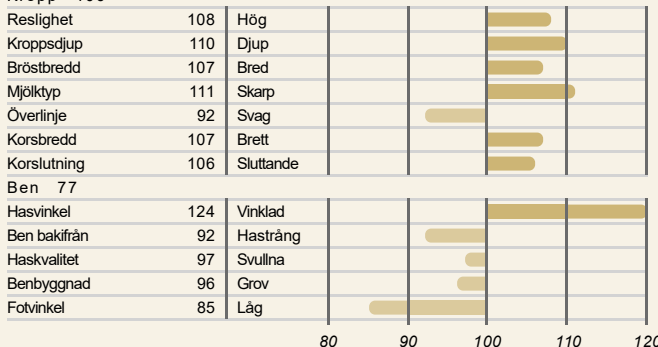 Reslighet 108 Hög
Kroppsdjup 110 Djup
Bröstbredd 107 Bred
Mjölktyp 111 Skarp
Överlinje 92 Svag
Korsbredd 107 Brett
Korslutning 106 Sluttande
Ben 77
Hasvinkel 124 Vinklad
Ben bakifrån 92 Hastrång
Haskvalitet 97 Svullna
Benbyggnad 96 Grov
Fotvinkel 85 Låg
80 90 100 110 120